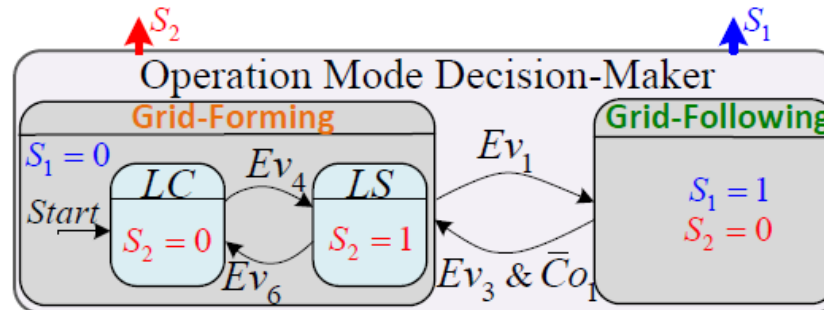 S₂ S₁
Operation Mode Decision-Maker
Grid-Forming Grid-Following
S₁ = 0
LC Ev₄ LS Ev₁
Start
S₂ = 0 S₂ = 1
S₁ = 1
S₂ = 0
Ev₆ Ev₃ & C̄o₁